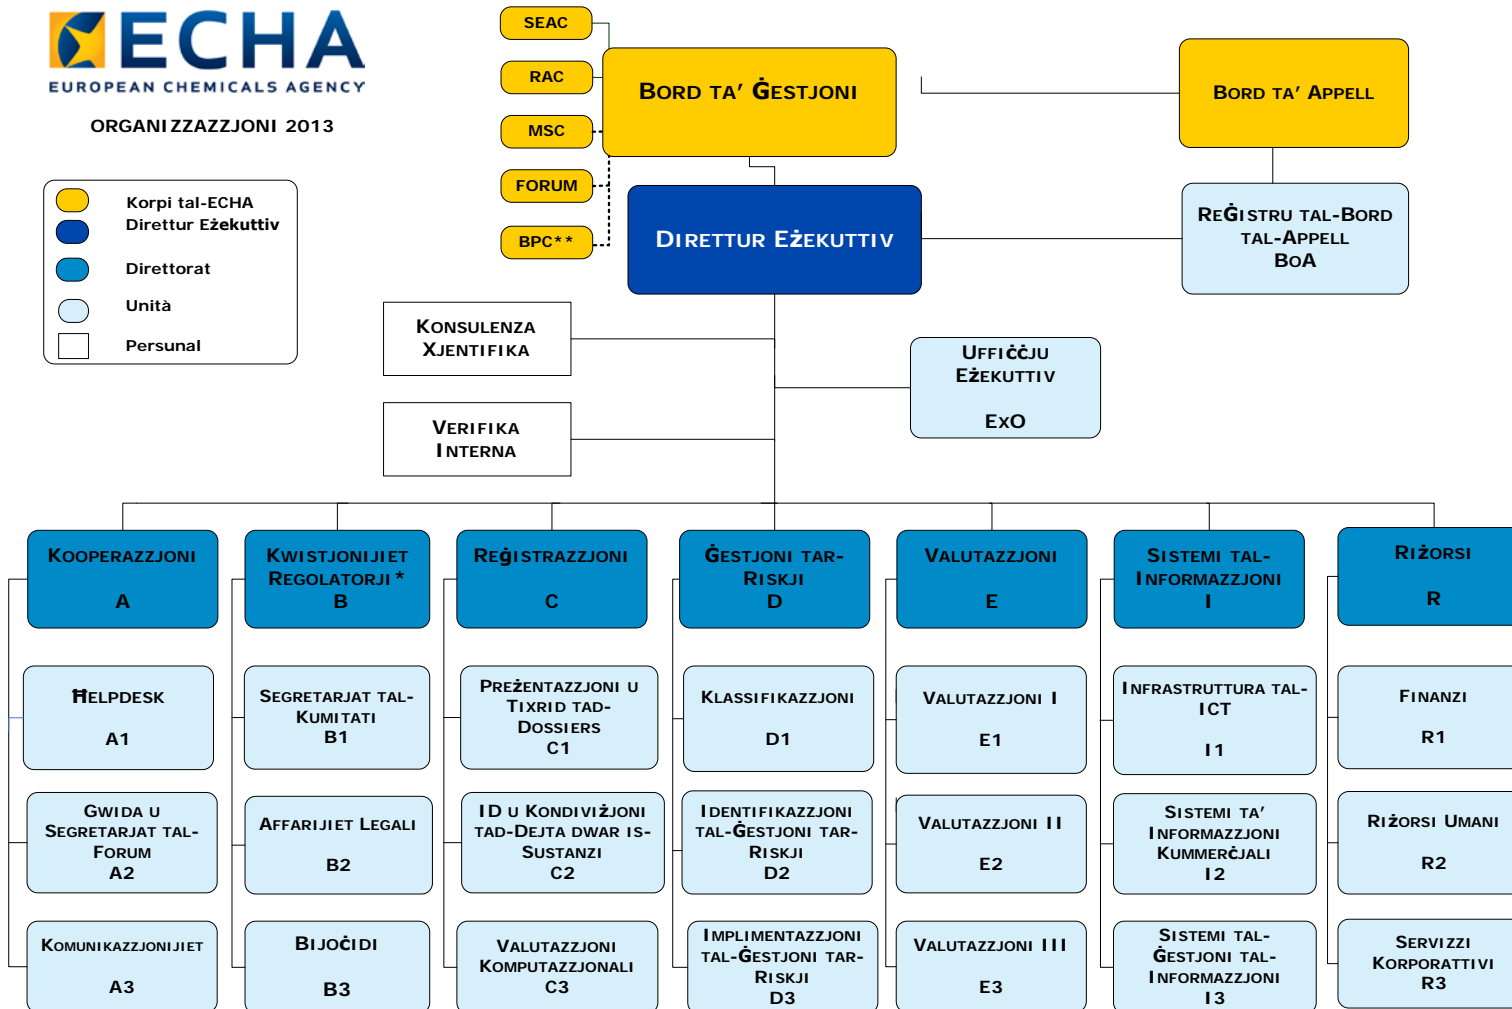 ECHA
EUROPEAN CHEMICALS AGENCY
ORGANIZZAZZJONI 2013
Korpi tal-ECHA
Direttur Eżekuttiv
Direttorat
Unità
Persunal
SEAC
RAC
MSC
FORUM
BPC**
BORD TA' ĠESTJONI
BORD TA' APPELL
DIRETTUR EŻEKUTTIV
REĠISTRU TAL-BORD
TAL-APPELL
BOA
KONSULENZA
XJENTIFIKA
UFFIĊĊJU
EŻEKUTTIV
EXO
VERIFIKA
INTERNA
KOOPERAZZJONI
A
KWISTJONIJIET
REGOLATORJI *
B
REĠISTRAZZJONI
C
ĠESTJONI TAR-
RISKJI
D
VALUTAZZJONI
E
SISTEMI TAL-
INFORMAZZJONI
I
RIŻORSI
R
ĦELPDESK
A1
SEGRETARJAT TAL-
KUMITATI
B1
PREŻENTAZZJONI U
TIXRID TAD-
DOSSIERS
C1
KLASSIFIKAZZJONI
D1
VALUTAZZJONI I
E1
INFRASTRUTTURA TAL-
ICT
I1
FINANZI
R1
GWIDA U
SEGRETARJAT TAL-
FORUM
A2
AFFARIJIET LEGALI
B2
ID U KONDIVIŻJONI
TAD-DEJTA DWAR IS-
SUSTANZI
C2
IDENTIFIKAZZJONI
TAL-ĠESTJONI TAR-
RISKJI
D2
VALUTAZZJONI II
E2
SISTEMI TA'
INFORMAZZJONI
KUMMERĊJALI
I2
RIŻORSI UMANI
R2
KOMUNIKAZZJONIJIET
A3
BIJOĊIDI
B3
VALUTAZZJONI
KOMPUTAZZJONALI
C3
IMPLIMENTAZZJONI
TAL-ĠESTJONI TAR-
RISKJI
D3
VALUTAZZJONI III
E3
SISTEMI TAL-
ĠESTJONI TAL-
INFORMAZZJONI
I3
SERVIZZI
KORPORATTIVI
R3